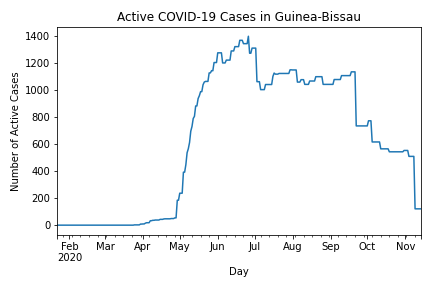 Active COVID-19 Cases in Guinea-Bissau
Number of Active Cases
1400
1200
1000
800
600
400
200
0
Feb Mar Apr May Jun Jul Aug Sep Oct Nov
2020
Day